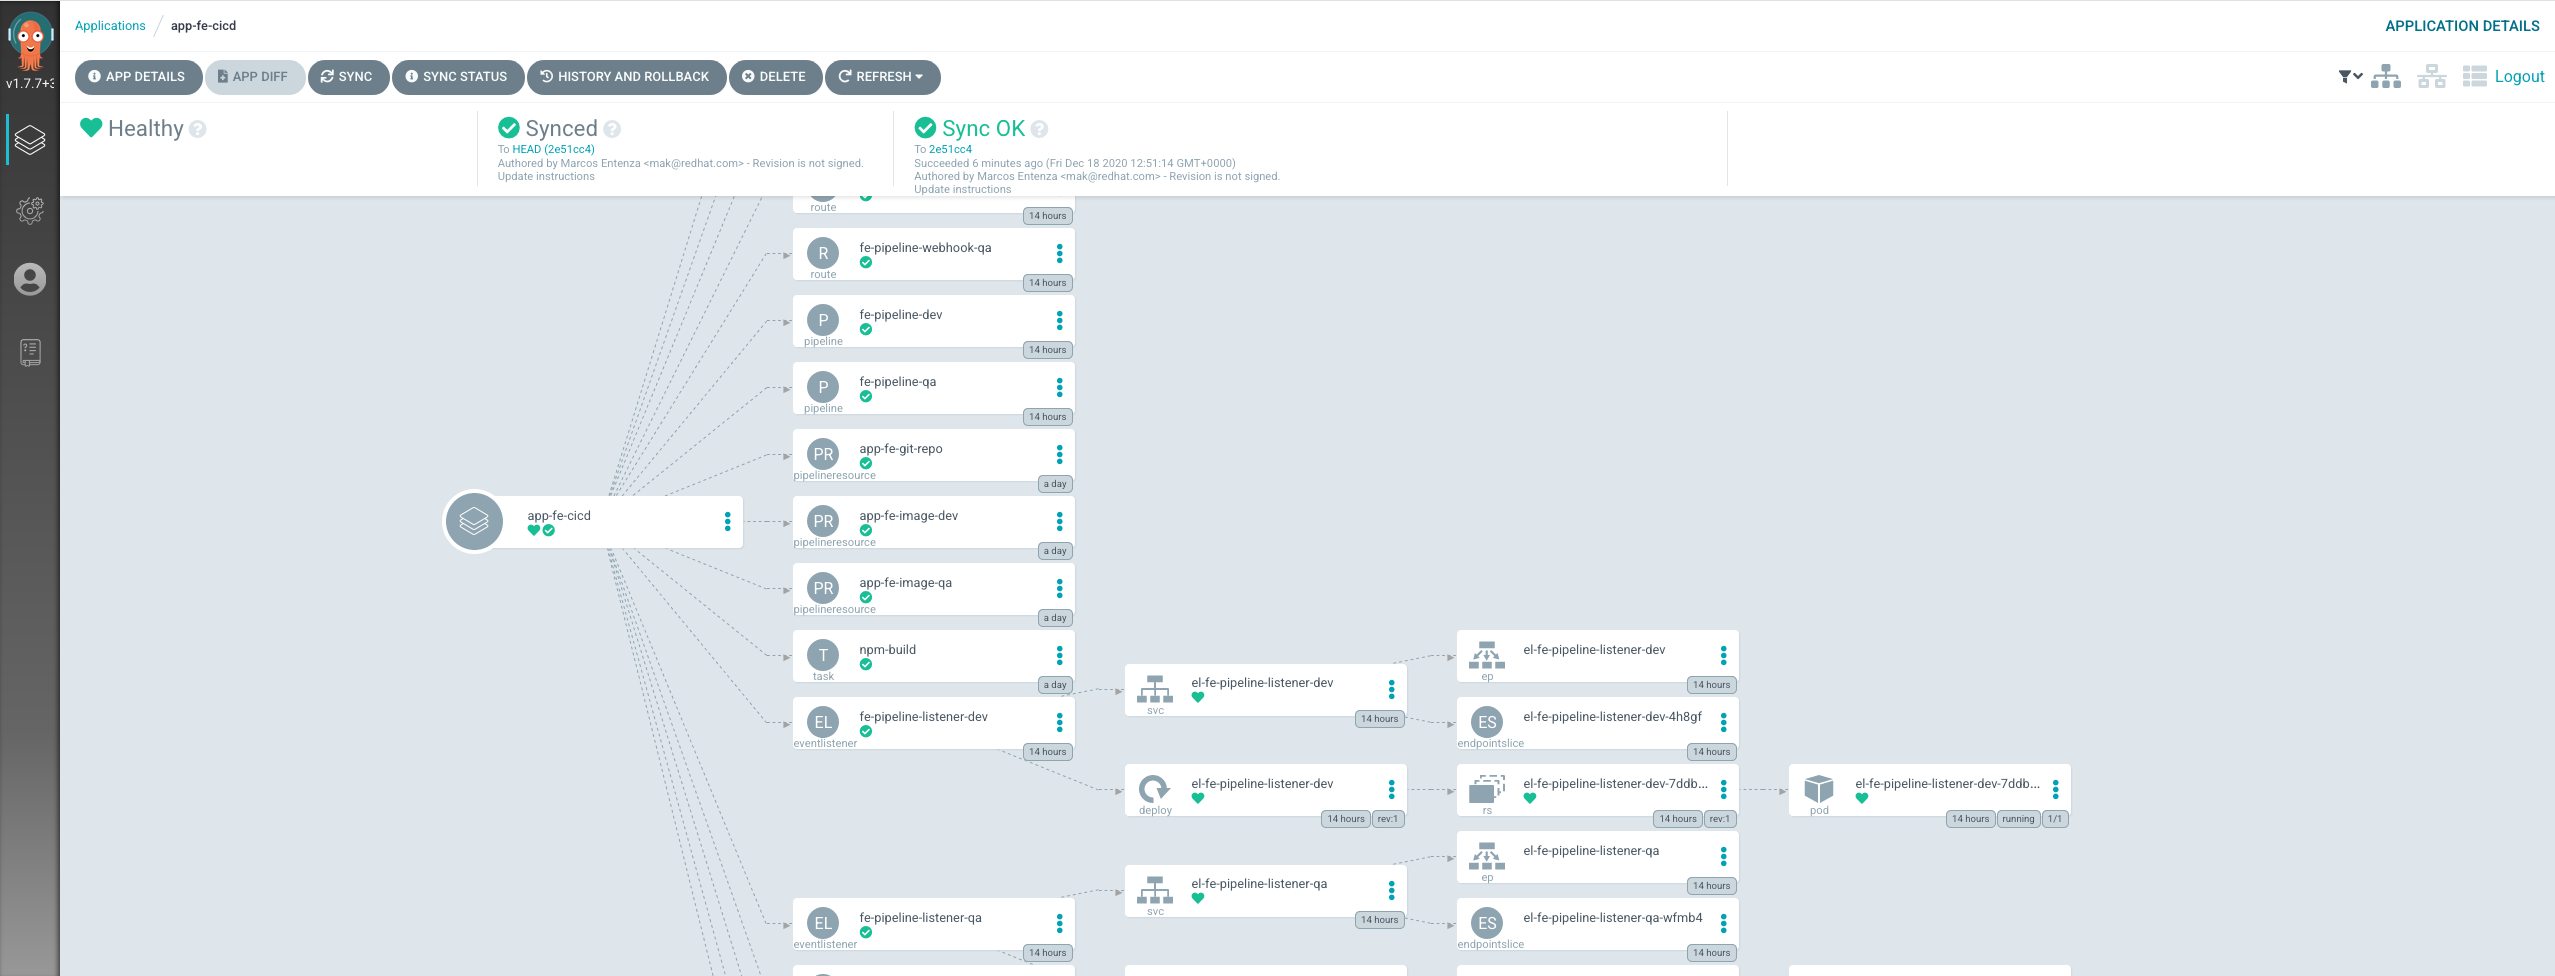 Applications / app-fe-cicd
APPLICATION DETAILS
v1.7.7+3
APP DETAILS
APP DIFF
SYNC
SYNC STATUS
HISTORY AND ROLLBACK
DELETE
REFRESH
Logout
Healthy
Synced
To HEAD (2e51cc4)
Authored by Marcos Entenza <mak@redhat.com> - Revision is not signed.
Update instructions
Sync OK
To 2e51cc4
Succeeded 6 minutes ago (Fri Dec 18 2020 12:51:14 GMT+0000)
Authored by Marcos Entenza <mak@redhat.com> - Revision is not signed.
Update instructions
app-fe-cicd
route
14 hours
R
route
fe-pipeline-webhook-qa
14 hours
P
pipeline
fe-pipeline-dev
14 hours
P
pipeline
fe-pipeline-qa
14 hours
PR
pipelineresource
app-fe-git-repo
a day
PR
pipelineresource
app-fe-image-dev
a day
PR
pipelineresource
app-fe-image-qa
a day
T
task
npm-build
a day
EL
eventlistener
fe-pipeline-listener-dev
14 hours
EL
eventlistener
fe-pipeline-listener-qa
14 hours
svc
el-fe-pipeline-listener-dev
14 hours
deploy
el-fe-pipeline-listener-dev
14 hours
rev:1
svc
el-fe-pipeline-listener-qa
14 hours
ep
el-fe-pipeline-listener-dev
14 hours
ES
endpointslice
el-fe-pipeline-listener-dev-4h8gf
14 hours
rs
el-fe-pipeline-listener-dev-7ddb...
14 hours
rev:1
ep
el-fe-pipeline-listener-qa
14 hours
ES
endpointslice
el-fe-pipeline-listener-qa-wfmb4
14 hours
pod
el-fe-pipeline-listener-dev-7ddb...
14 hours
running
1/1